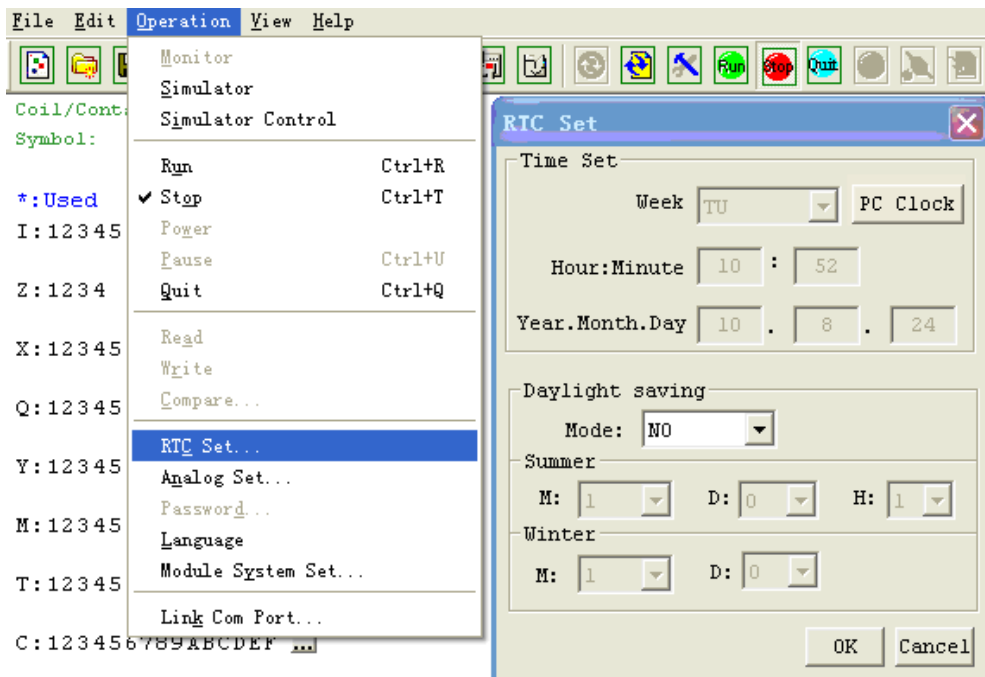 File Edit Operation View Help
Run Stop Quit
Monitor
Simulator
Simulator Control
Run Ctrl+R
✔ Stop Ctrl+T
Power
Pause Ctrl+U
Quit Ctrl+Q
Read
Write
Compare...
RTC Set...
Analog Set...
Password...
Language
Module System Set...
Link Com Port...
Symbol:
*:Used
I:12345
Z:1234
X:12345
Q:12345
Y:12345
M:12345
T:12345
C:123456789ABCDEF ...
RTC Set
Time Set
Week TU PC Clock
Hour:Minute 10 : 52
Year.Month.Day 10 . 8 . 24
Daylight saving
Mode: NO
Summer
M: 1 D: 0 H: 1
Winter
M: 1 D: 0
OK Cancel